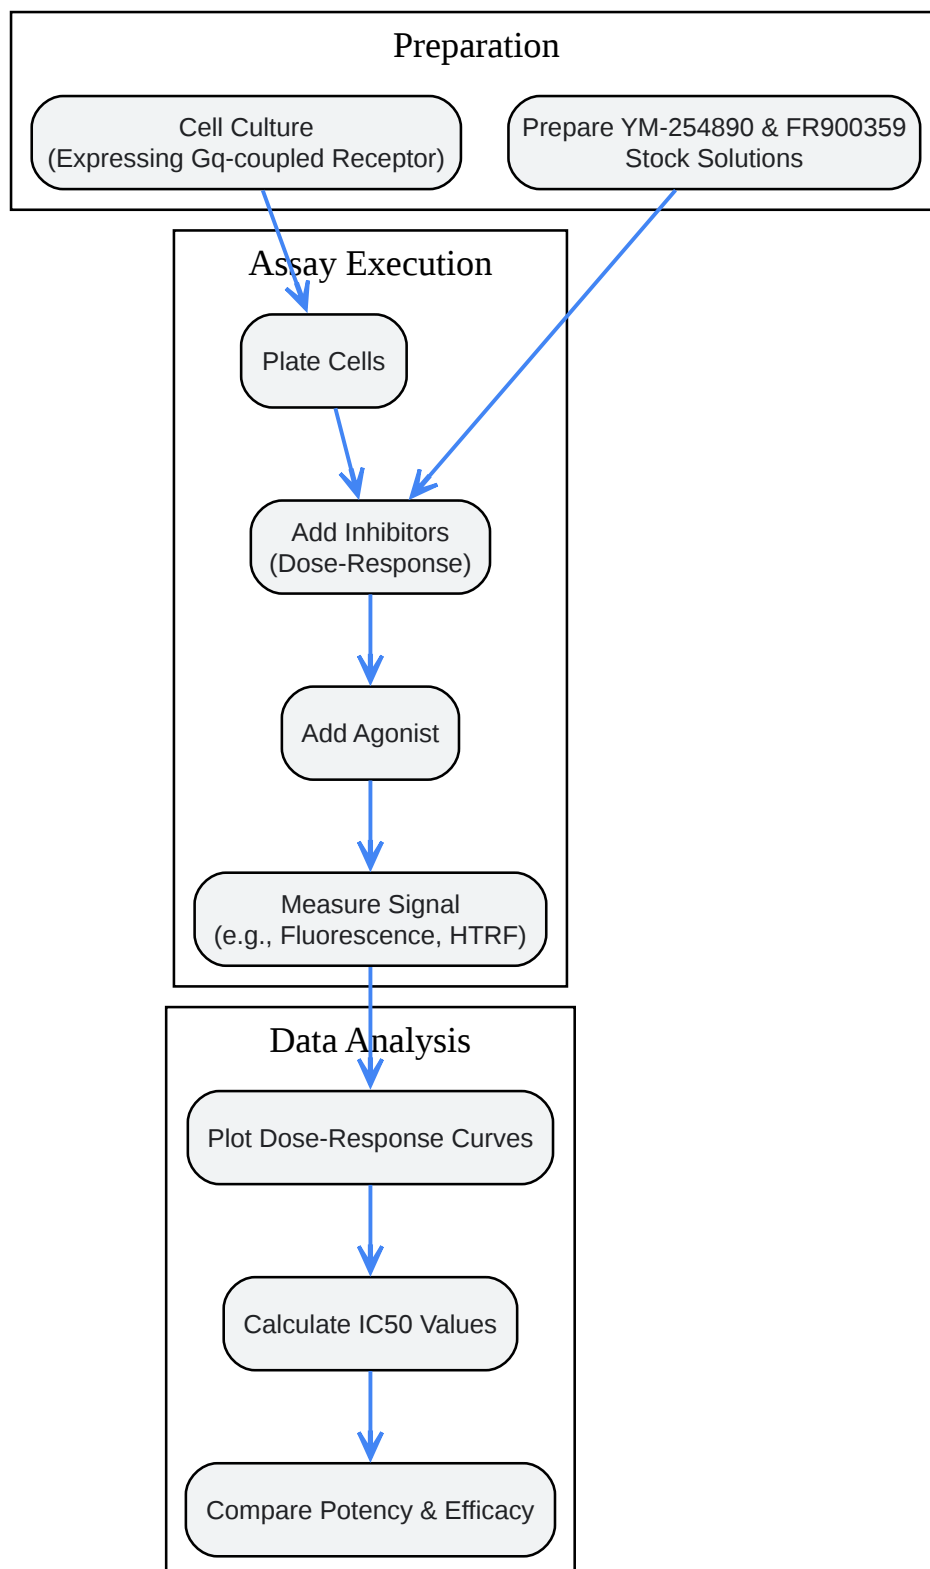 Preparation
Cell Culture
(Expressing Gq-coupled Receptor)
Prepare YM-254890 & FR900359
Stock Solutions
Assay Execution
Plate Cells
Add Inhibitors
(Dose-Response)
Add Agonist
Measure Signal
(e.g., Fluorescence, HTRF)
Data Analysis
Plot Dose-Response Curves
Calculate IC50 Values
Compare Potency & Efficacy